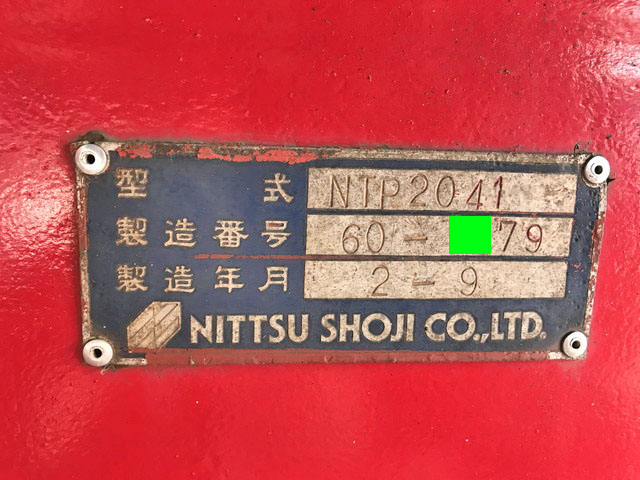 型式 NTP2041
製造番号 60- 79
製造年月 2-9
NITTSU SHOJI CO.,LTD.